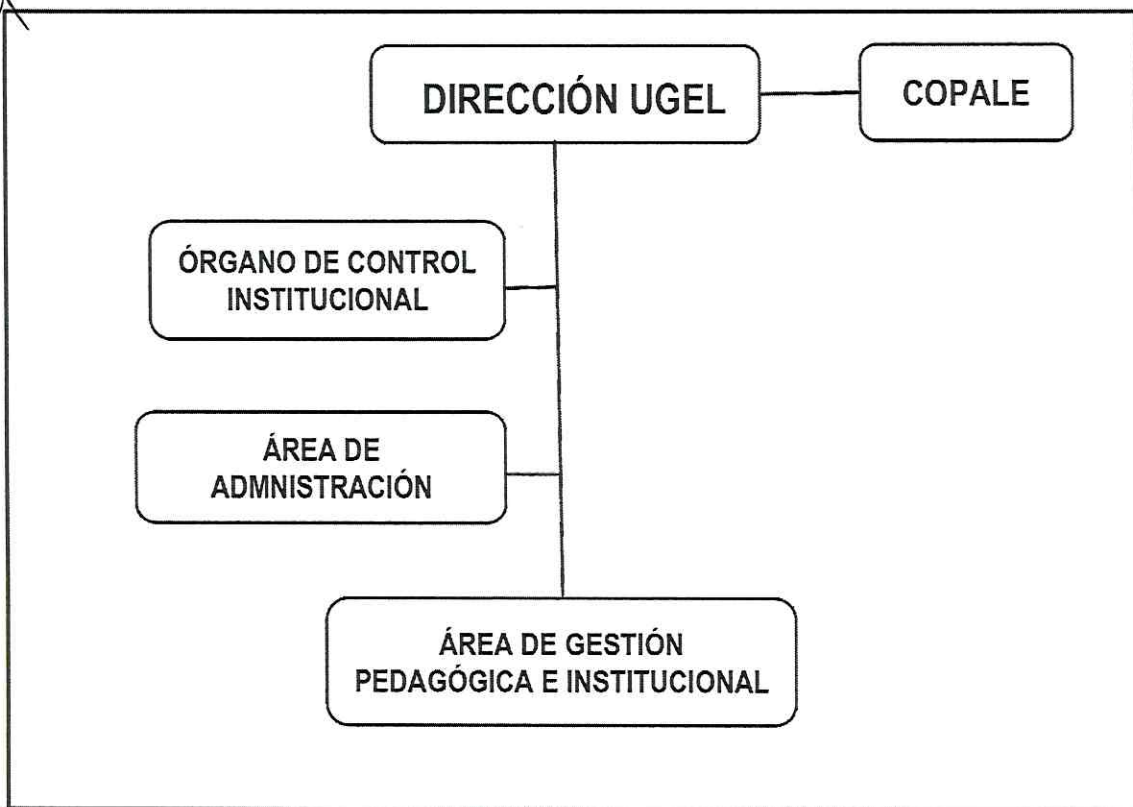 DIRECCIÓN UGEL
COPALE
ÓRGANO DE CONTROL
INSTITUCIONAL
ÁREA DE
ADMNISTRACIÓN
ÁREA DE GESTIÓN
PEDAGÓGICA E INSTITUCIONAL